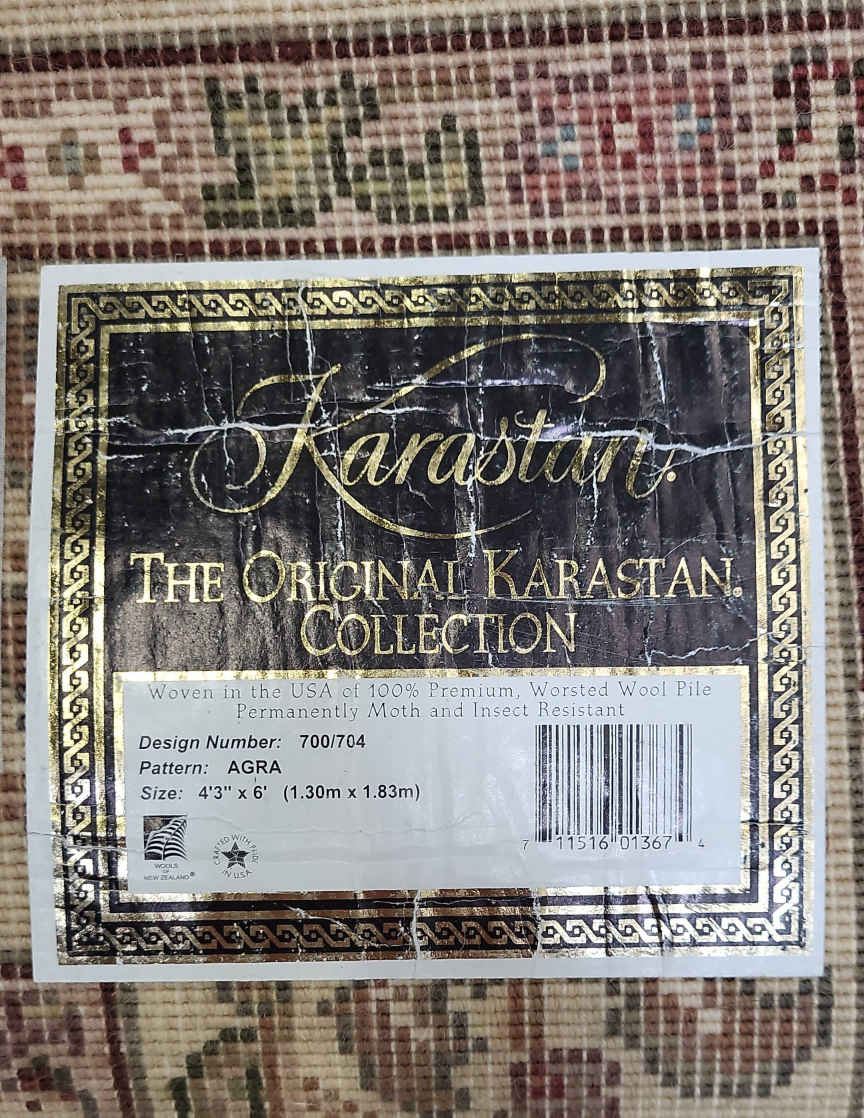 Karastan.
THE ORIGINAL KARASTAN.
COLLECTION
Woven in the USA of 100% Premium, Worsted Wool Pile
Permanently Moth and Insect Resistant
Design Number: 700/704
Pattern: AGRA
Size: 4'3" x 6' (1.30m x 1.83m)
WOOLS
OF
NEW ZEALAND®
CRAFTED WITH PRIDE
IN USA
7 11516 01367 4